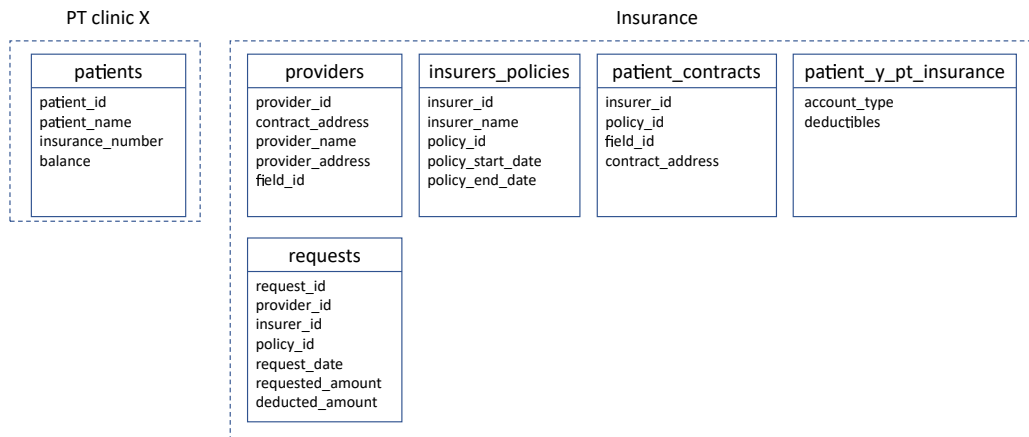 PT clinic X
Insurance
patients
patient_id
patient_name
insurance_number
balance
providers
provider_id
contract_address
provider_name
provider_address
field_id
insurers_policies
insurer_id
insurer_name
policy_id
policy_start_date
policy_end_date
patient_contracts
insurer_id
policy_id
field_id
contract_address
patient_y_pt_insurance
account_type
deductibles
requests
request_id
provider_id
insurer_id
policy_id
request_date
requested_amount
deducted_amount